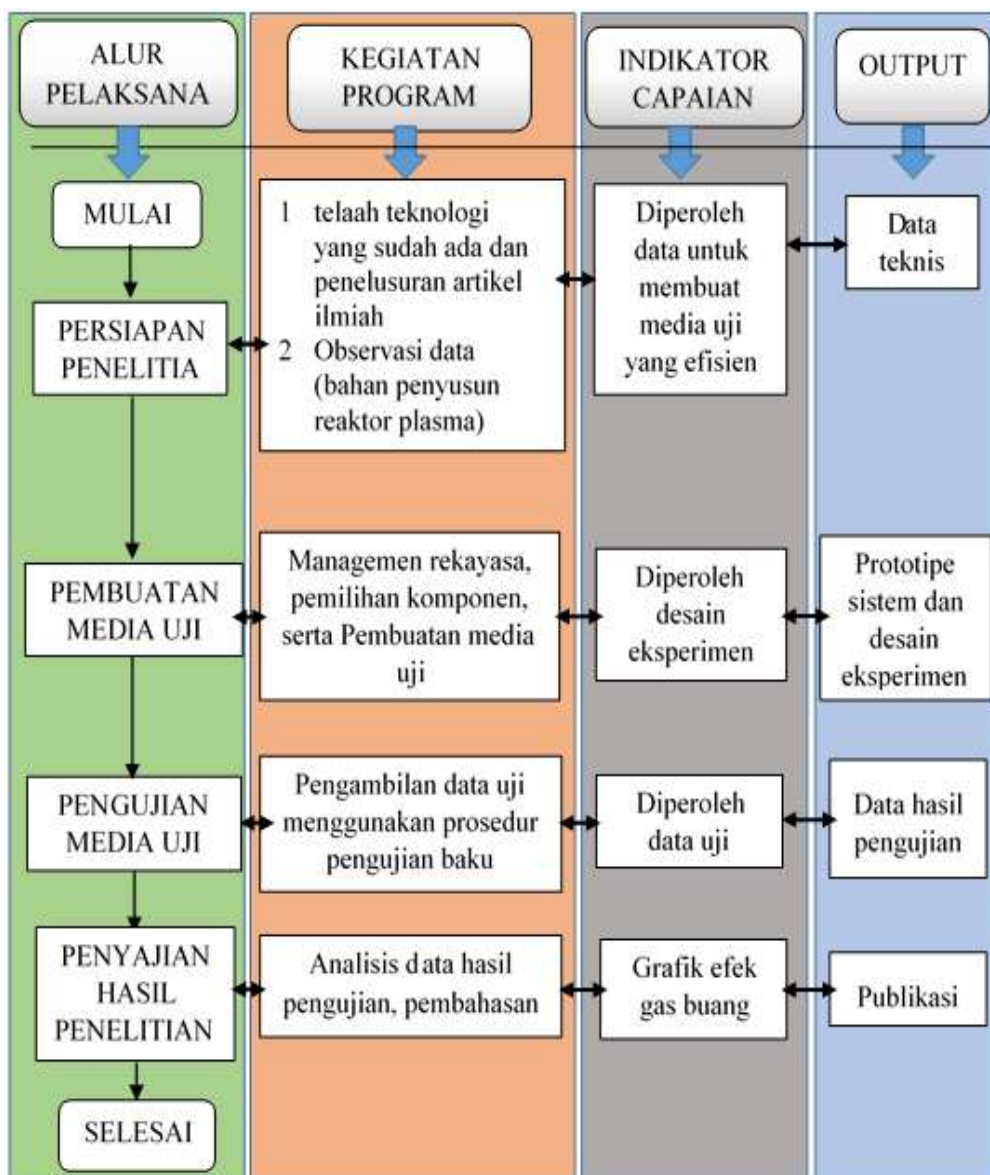 ALUR
PELAKSANA
KEGIATAN
PROGRAM
INDIKATOR
CAPAIAN
OUTPUT
MULAI
PERSIAPAN
PENELITIA
1 telaah teknologi
yang sudah ada dan
penelusuran artikel
ilmiah
2 Observasi data
(bahan penyusun
reaktor plasma)
Diperoleh
data untuk
membuat
media uji
yang efisien
Data
teknis
PEMBUATAN
MEDIA UJI
Managemen rekayasa,
pemilihan komponen,
serta Pembuatan media
uji
Diperoleh
desain
eksperimen
Prototipe
sistem dan
desain
eksperimen
PENGUJIAN
MEDIA UJI
Pengambilan data uji
menggunakan prosedur
pengujian baku
Diperoleh
data uji
Data hasil
pengujian
PENYAJIAN
HASIL
PENELITIAN
Analisis data hasil
pengujian, pembahasan
Grafik efek
gas buang
Publikasi
SELESAI